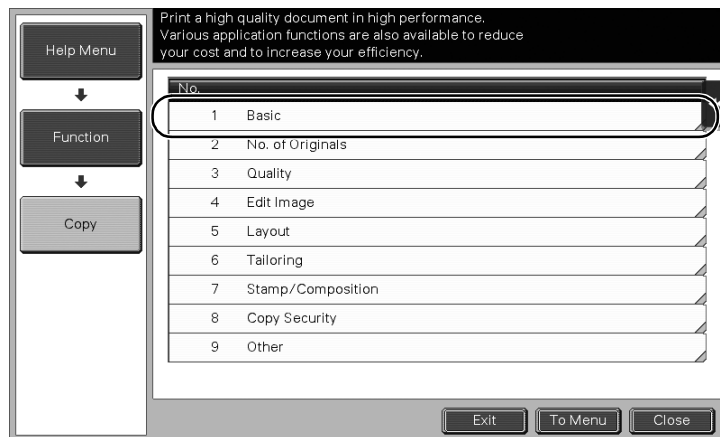 Print a high quality document in high performance.
Various application functions are also available to reduce
your cost and to increase your efficiency.
Help Menu
Function
Copy
No.
1 Basic
2 No. of Originals
3 Quality
4 Edit Image
5 Layout
6 Tailoring
7 Stamp/Composition
8 Copy Security
9 Other
Exit To Menu Close